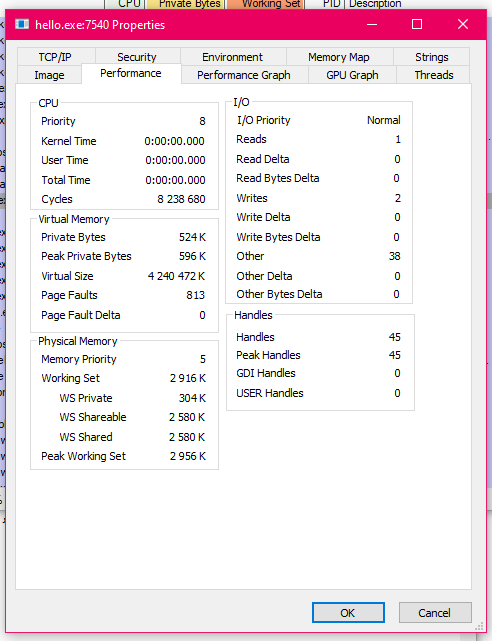 CPU Private Bytes Working Set PID Description
hello.exe:7540 Properties
TCP/IP Security Environment Memory Map Strings
Image Performance Performance Graph GPU Graph Threads
CPU
Priority 8
Kernel Time 0:00:00.000
User Time 0:00:00.000
Total Time 0:00:00.000
Cycles 8 238 680
Virtual Memory
Private Bytes 524 K
Peak Private Bytes 596 K
Virtual Size 4 240 472 K
Page Faults 813
Page Fault Delta 0
Physical Memory
Memory Priority 5
Working Set 2 916 K
WS Private 304 K
WS Shareable 2 580 K
WS Shared 2 580 K
Peak Working Set 2 956 K
I/O
I/O Priority Normal
Reads 1
Read Delta 0
Read Bytes Delta 0
Writes 2
Write Delta 0
Write Bytes Delta 0
Other 38
Other Delta 0
Other Bytes Delta 0
Handles
Handles 45
Peak Handles 45
GDI Handles 0
USER Handles 0
OK Cancel